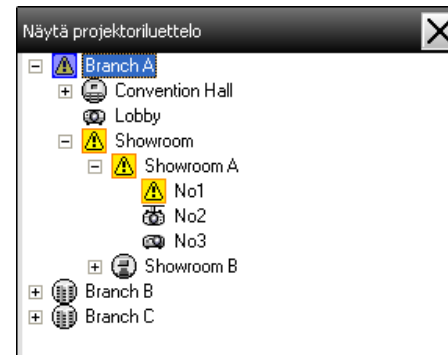 Näytä projektoriluettelo
Branch A
Convention Hall
Lobby
Showroom
Showroom A
No1
No2
No3
Showroom B
Branch B
Branch C